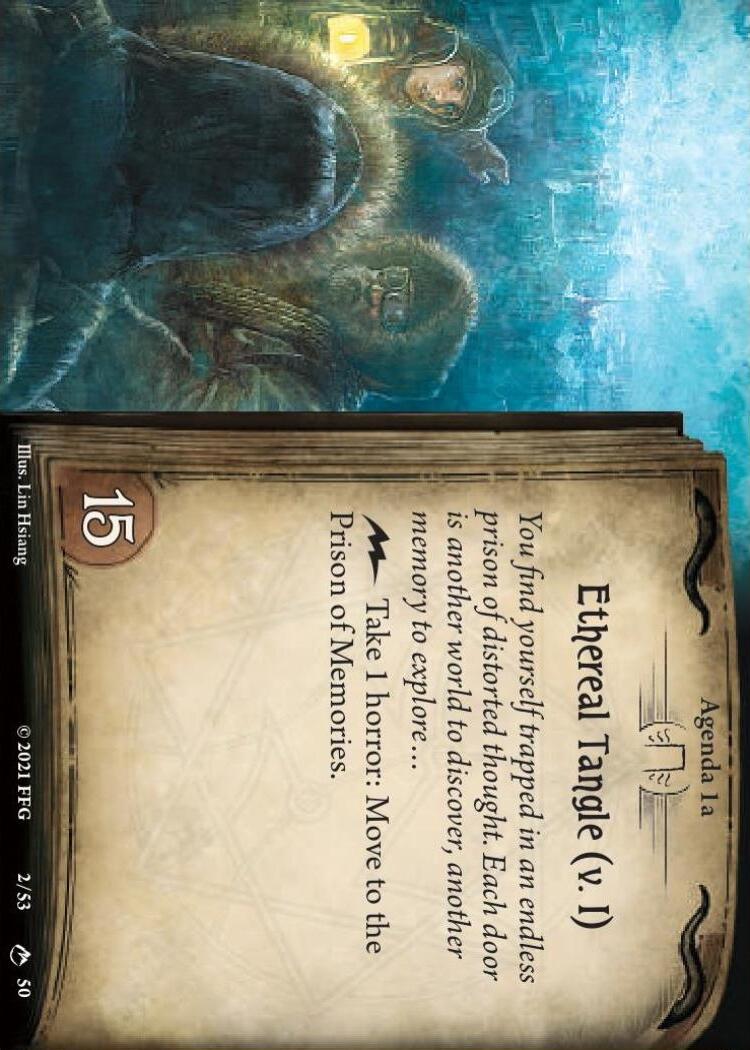 Agenda 1a
Ethereal Tangle (v. I)
You find yourself trapped in an endless
prison of distorted thought. Each door
is another world to discover, another
memory to explore…
Take 1 horror: Move to the
Prison of Memories.
15
Illus. Lin Hsiang © 2021 FFG 2/53 50